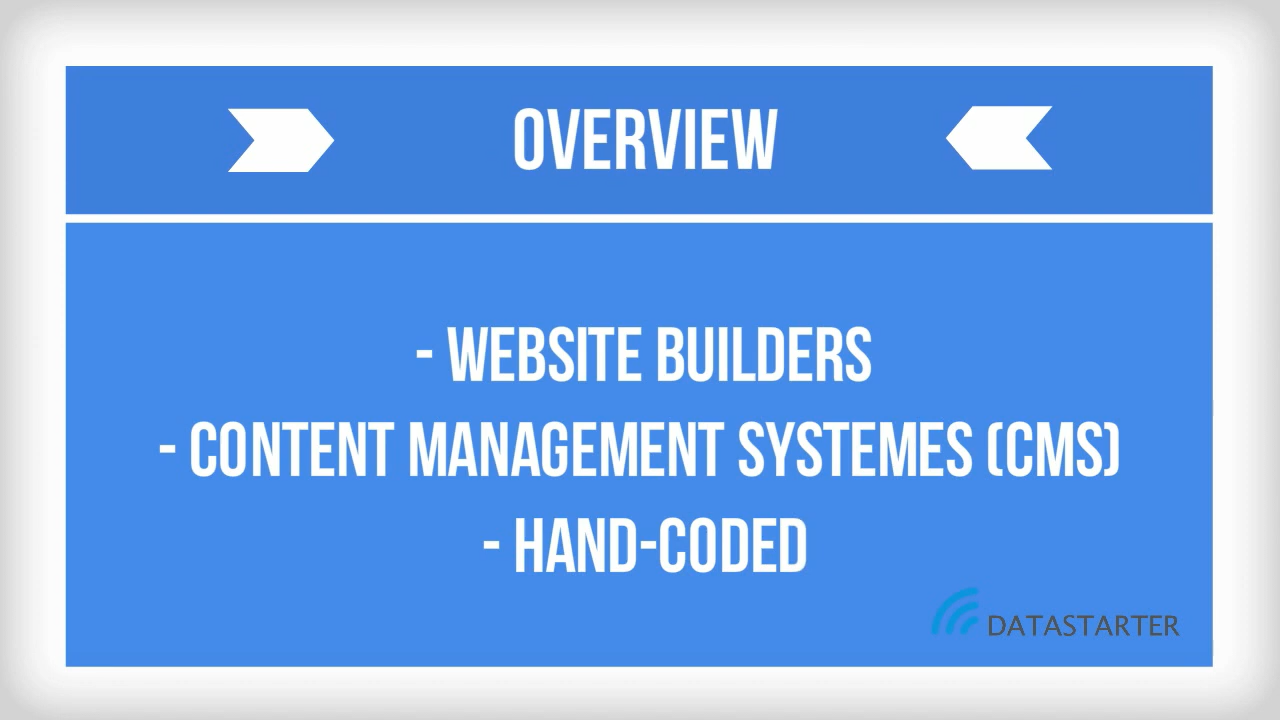 OVERVIEW
- WEBSITE BUILDERS
- CONTENT MANAGEMENT SYSTEMES (CMS)
- HAND-CODED
DATASTARTER